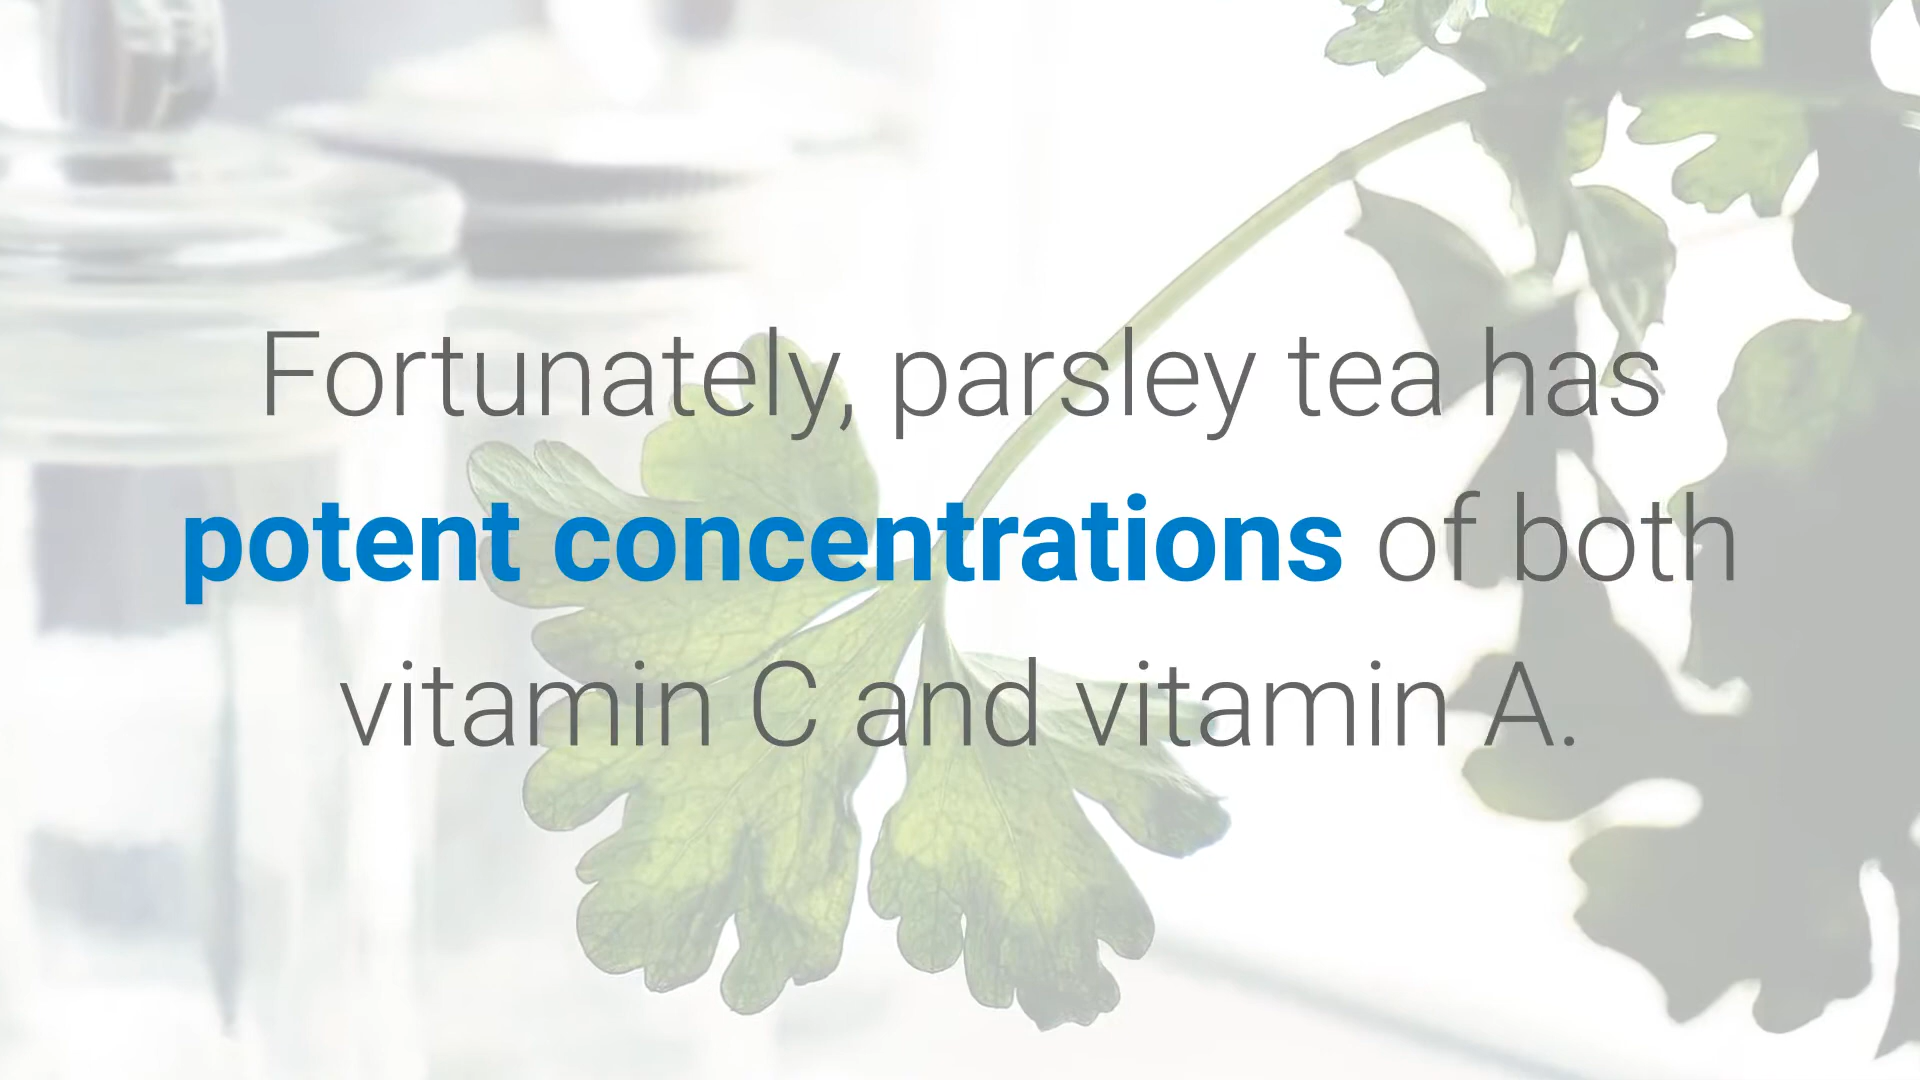 Fortunately, parsley tea has
potent concentrations of both
vitamin C and vitamin A.